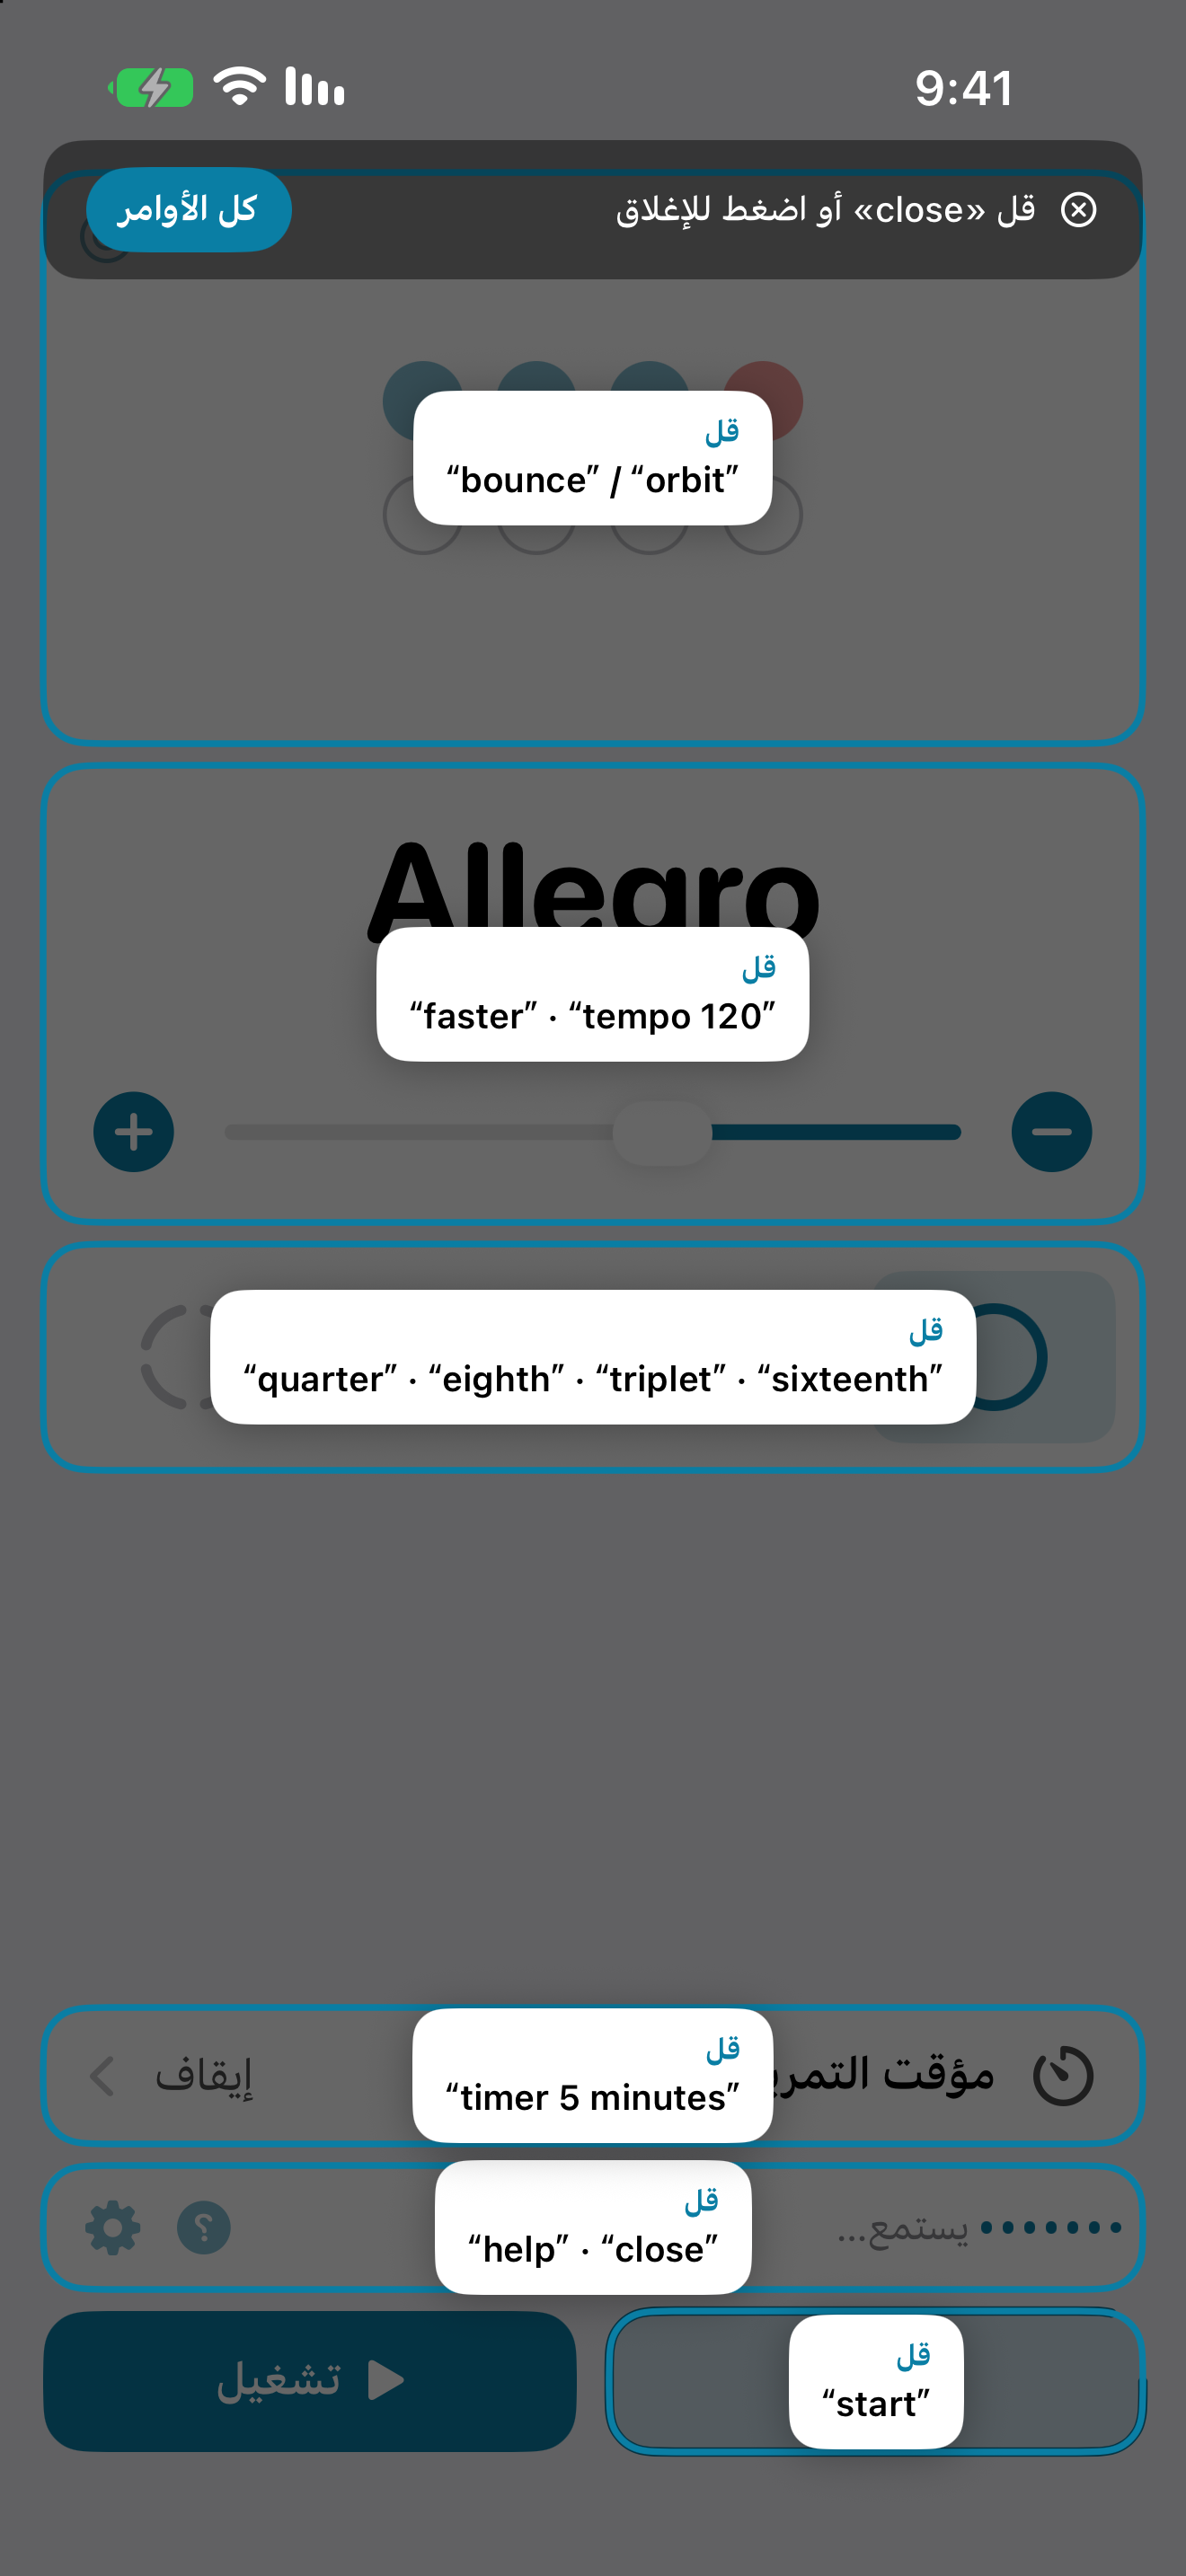 9:41
قل «close» أو اضغط للإغلاق
كل الأوامر
قل
“bounce” / “orbit”
Allegro
قل
“faster” · “tempo 120”
قل
“quarter” · “eighth” · “triplet” · “sixteenth”
مؤقت
إيقاف
قل
“timer 5 minutes”
يستمع...
؟
قل
“help” · “close”
قل
“start”
تشغيل